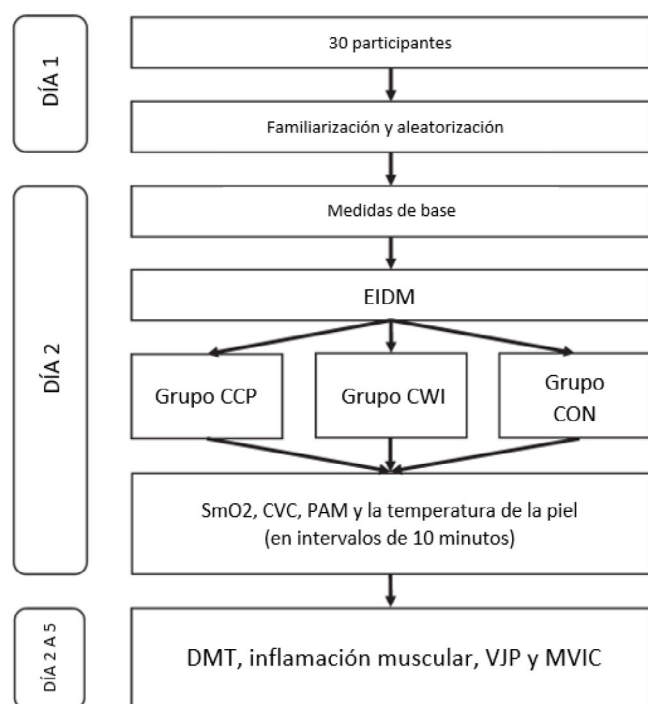 DÍA 1
30 participantes
Familiarización y aleatorización
DÍA 2
Medidas de base
EIDM
Grupo CCP
Grupo CWI
Grupo
CON
SmO2, CVC, PAM y la temperatura de la piel
(en intervalos de 10 minutos)
DÍA 2 A 5
DMT, inflamación muscular, VJP y MVIC